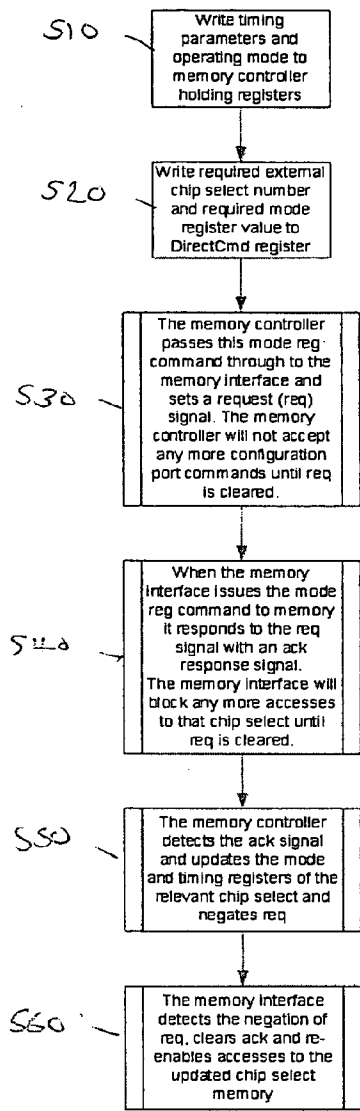 S10
Write timing
parameters and
operating mode to
memory controller
holding registers
S20
Write required external
chip select number
and required mode
register value to
DirectCmd register
S30
The memory controller
passes this mode reg
command through to the
memory interface and
sets a request (req)
signal. The memory
controller will not accept
any more configuration
port commands until req
is cleared.
S40
When the memory
interface issues the mode
reg command to memory
it responds to the req
signal with an ack
response signal.
The memory interface will
block any more accesses
to that chip select until
req is cleared.
S50
The memory controller
detects the ack signal
and updates the mode
and timing registers of the
relevant chip select and
negates req
S60
The memory interface
detects the negation of
req, clears ack and re-
enables accesses to the
updated chip select
memory